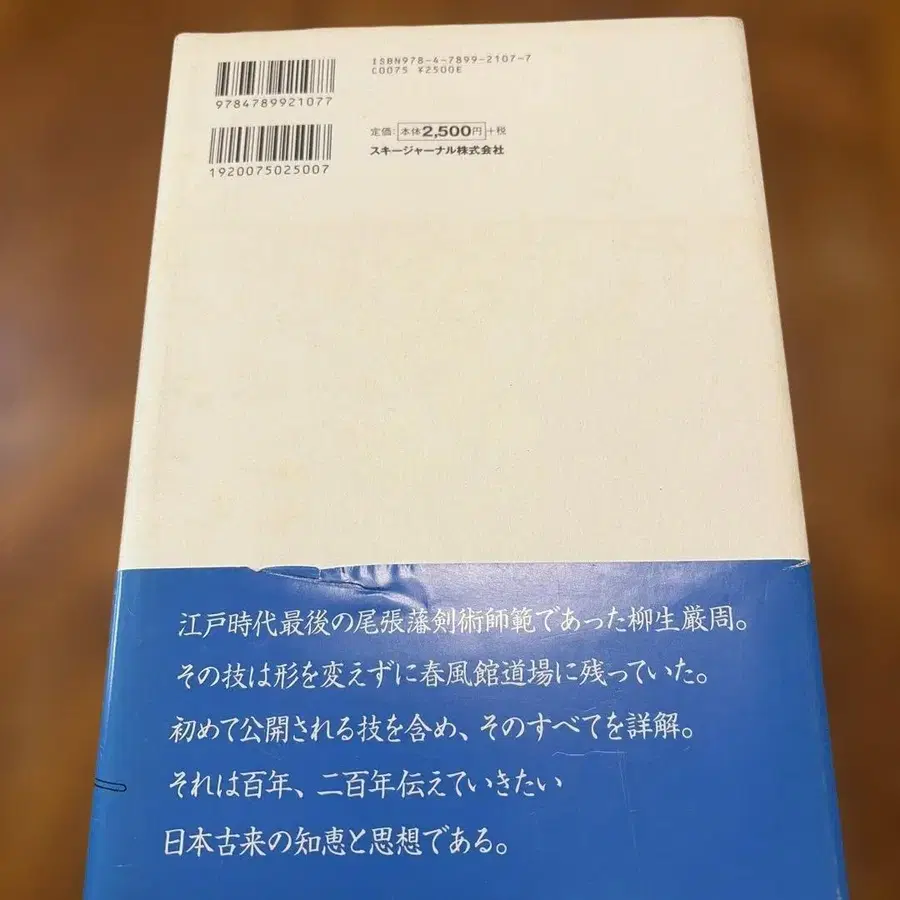 ISBN978-4-7899-2107-7
C0075 ¥2500E
9784789921077
定価：本体2,500円+税
スキージャーナル株式会社
1920075025007
江戸時代最後の尾張藩剣術師範であった柳生厳周。
その技は形を変えずに春風館道場に残っていた。
初めて公開される技を含め、そのすべてを詳解。
それは百年、二百年伝えていきたい
日本古来の知恵と思想である。